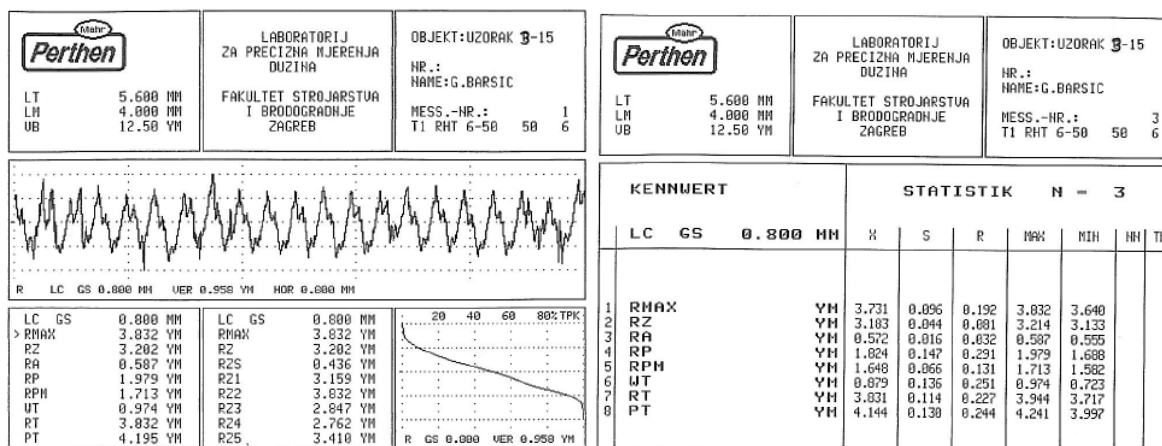 Mahr
Perthen
LT 5.600 MM
LM 4.000 MM
VB 12.50 YM
LABORATORIJ
ZA PRECIZNA MJERENJA
DUZINA
FAKULTET STROJARSTVA
I BRODOGRADNJE
ZAGREB
OBJEKT:UZORAK 3-15
NR.:
NAME:G.BARSIC
MESS.-NR.: 1
T1 RHT 6-50 50 6
R LC GS 0.800 MM VER 0.958 YM HOR 0.800 MM
LC GS 0.800 MM
>RMAX 3.832 YM
RZ 3.202 YM
RA 0.587 YM
RP 1.979 YM
RPM 1.713 YM
WT 0.974 YM
RT 3.832 YM
PT 4.195 YM
LC GS 0.800 MM
RMAX 3.832 YM
RZ 3.202 YM
RZS 0.436 YM
RZ1 3.159 YM
RZ2 3.832 YM
RZ3 2.847 YM
RZ4 2.762 YM
RZ5 3.410 YM
20 40 60 80% TPK
R GS 0.800 VER 0.958 YM
Mahr
Perthen
LT 5.600 MM
LM 4.000 MM
VB 12.50 YM
LABORATORIJ
ZA PRECIZNA MJERENJA
DUZINA
FAKULTET STROJARSTVA
I BRODOGRADNJE
ZAGREB
OBJEKT:UZORAK 3-15
NR.:
NAME:G.BARSIC
MESS.-NR.: 3
T1 RHT 6-50 50 6
KENNWERT STATISTIK N = 3
LC GS 0.800 MM X S R MAX MIN NN
1 RMAX YM 3.731 0.096 0.192 3.832 3.640
2 RZ YM 3.183 0.044 0.081 3.214 3.133
3 RA YM 0.572 0.016 0.032 0.587 0.555
4 RP YM 1.824 0.147 0.291 1.979 1.688
5 RPM YM 1.648 0.066 0.131 1.713 1.582
6 WT YM 0.879 0.136 0.251 0.974 0.723
7 RT YM 3.831 0.114 0.227 3.944 3.717
8 PT YM 4.144 0.130 0.244 4.241 3.997